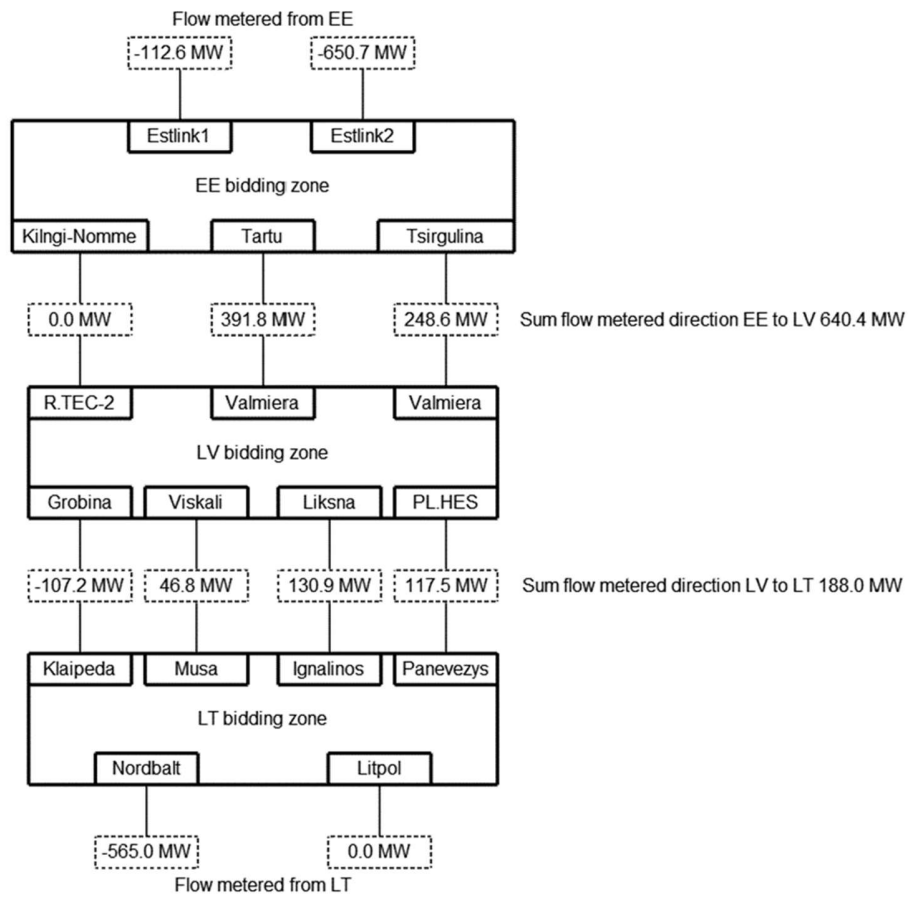 Flow metered from EE
-112.6 MW -650.7 MW
Estlink1 Estlink2
EE bidding zone
Kilngi-Nomme Tartu Tsirgulina
0.0 MW 391.8 MW 248.6 MW Sum flow metered direction EE to LV 640.4 MW
R.TEC-2 Valmiera Valmiera
LV bidding zone
Grobina Viskali Liksna PL.HES
-107.2 MW 46.8 MW 130.9 MW 117.5 MW Sum flow metered direction LV to LT 188.0 MW
Klaipeda Musa Ignalinos Panevezys
LT bidding zone
Nordbalt Litpol
-565.0 MW 0.0 MW
Flow metered from LT